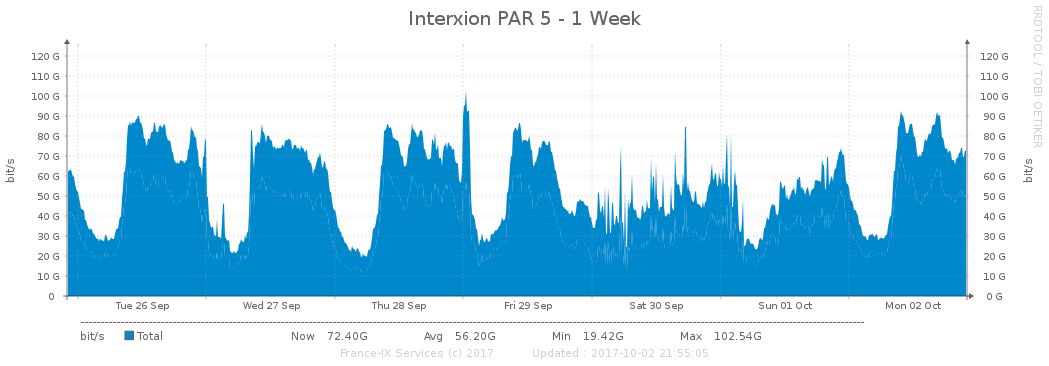 Interxion PAR 5 - 1 Week
RRDTOOL / TOBI OETIKER
120 G 120 G
110 G 110 G
100 G 100 G
90 G 90 G
80 G 80 G
70 G 70 G
60 G 60 G
50 G 50 G
40 G 40 G
30 G 30 G
20 G 20 G
10 G 10 G
0 0 G
bit/s bit/s
Tue 26 Sep Wed 27 Sep Thu 28 Sep Fri 29 Sep Sat 30 Sep Sun 01 Oct Mon 02 Oct
bit/s Total Now 72.40G Avg 56.20G Min 19.42G Max 102.54G
France-IX Services (c) 2017 Updated : 2017-10-02 21:55:05